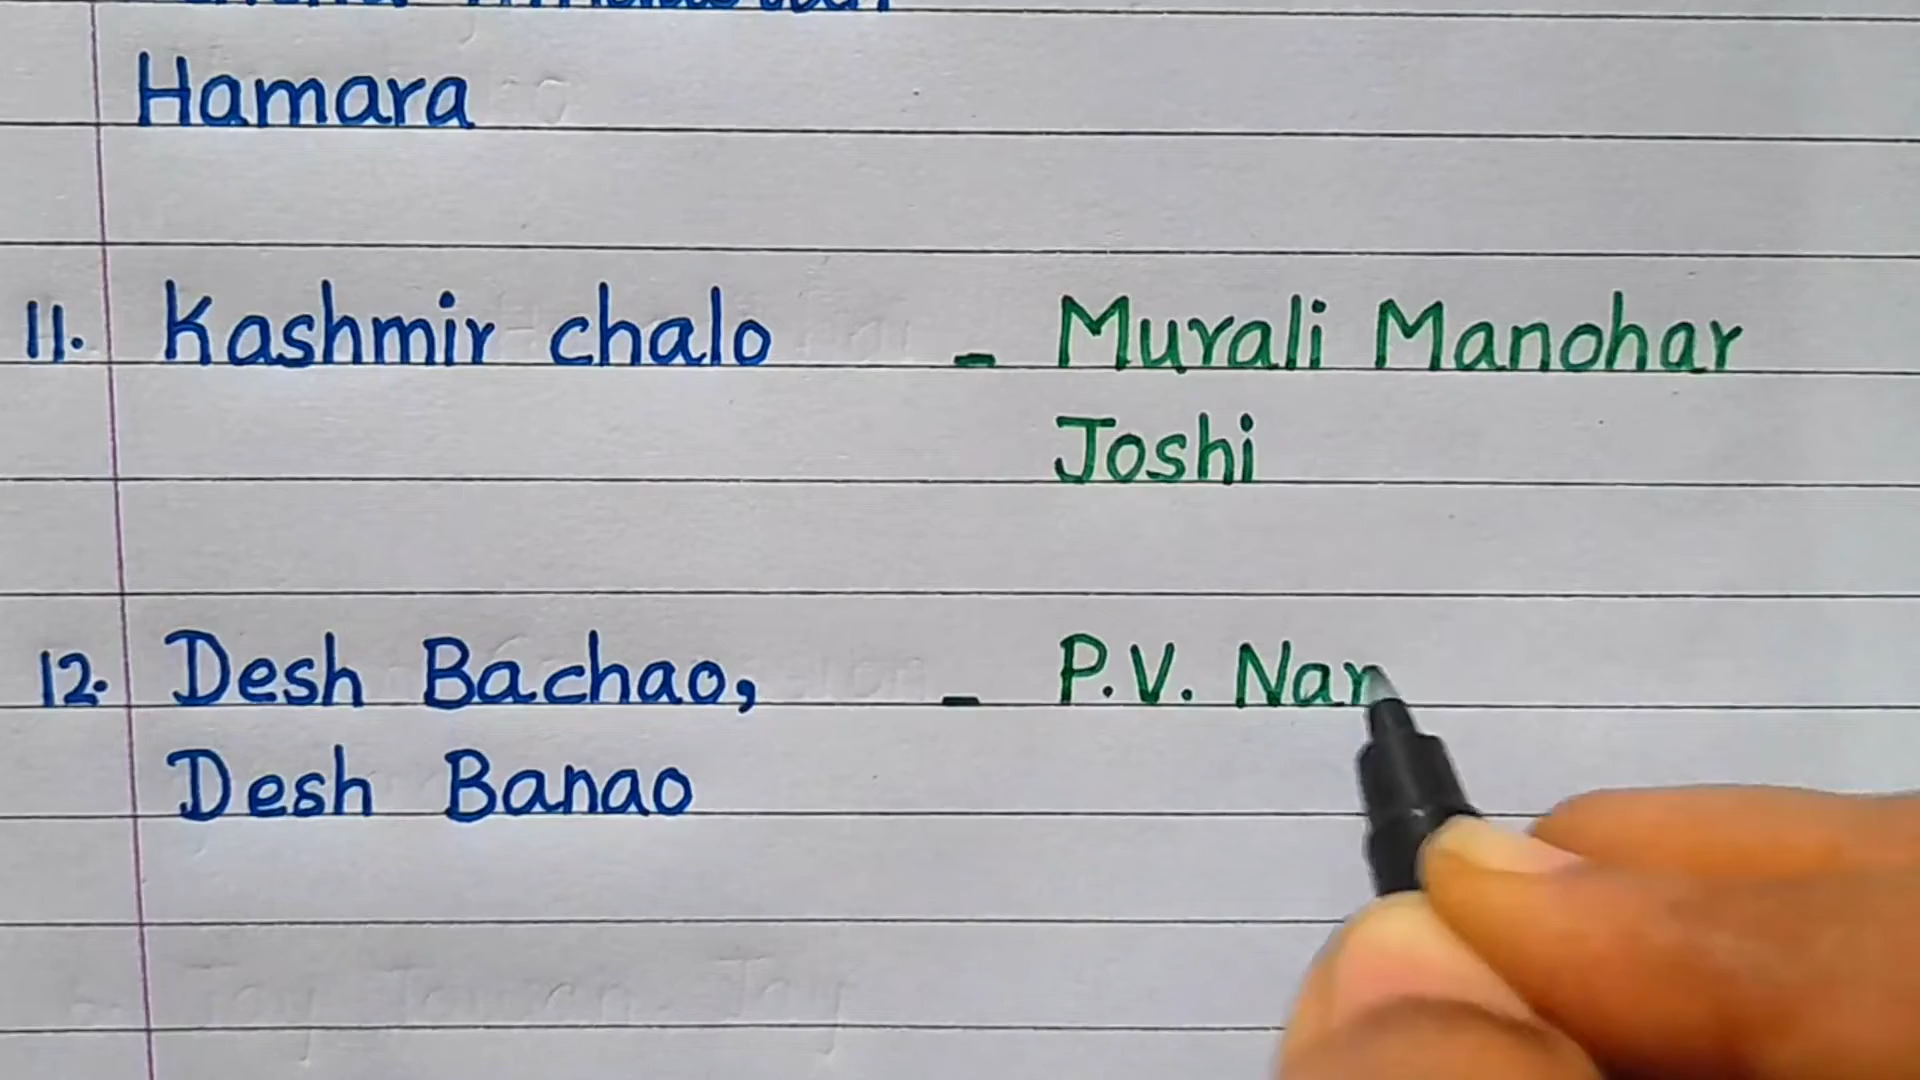 Hamara
11. Kashmir chalo - Murali Manohar
Joshi
12. Desh Bachao, - P.V. Nar
Desh Banao